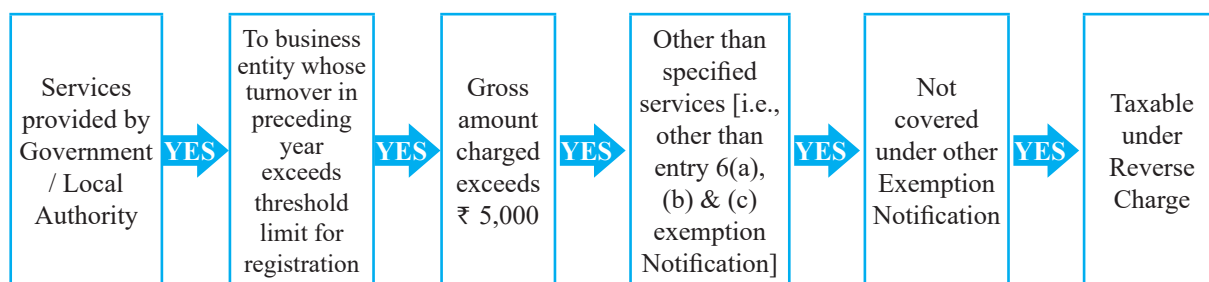 Services
provided by
Government
/ Local
Authority
YES
To business
entity whose
turnover in
preceding
year
exceeds
threshold
limit for
registration
YES
Gross
amount
charged
exceeds
₹ 5,000
YES
Other than
specified
services [i.e.,
other than
entry 6(a),
(b) & (c)
exemption
Notification]
YES
Not
covered
under other
Exemption
Notification
YES
Taxable
under
Reverse
Charge